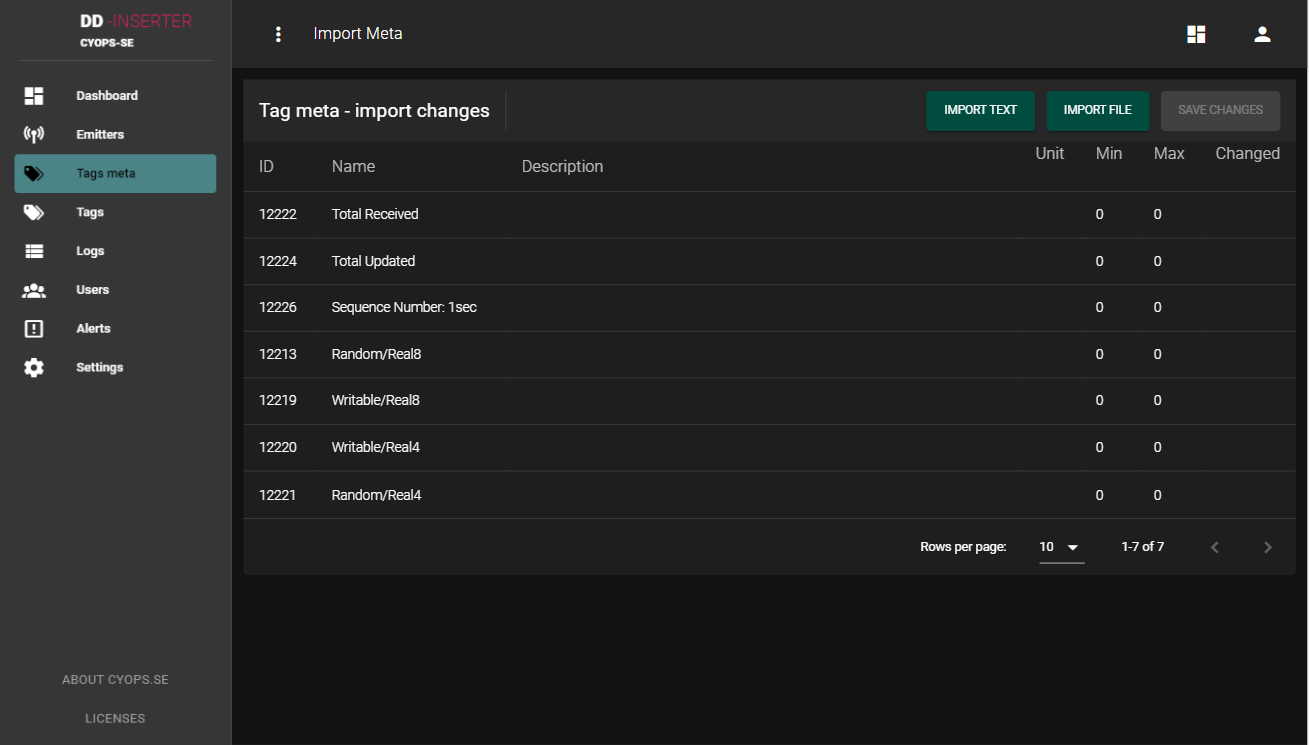 DD -INSERTER
CYOPS-SE
Dashboard
Emitters
Tags meta
Tags
Logs
Users
Alerts
Settings
ABOUT CYOPS.SE
LICENSES
Import Meta
Tag meta - import changes
IMPORT TEXT
IMPORT FILE
SAVE CHANGES
ID Name Description Unit Min Max Changed
12222 Total Received 0 0
12224 Total Updated 0 0
12226 Sequence Number: 1sec 0 0
12213 Random/Real8 0 0
12219 Writable/Real8 0 0
12220 Writable/Real4 0 0
12221 Random/Real4 0 0
Rows per page: 10 1-7 of 7